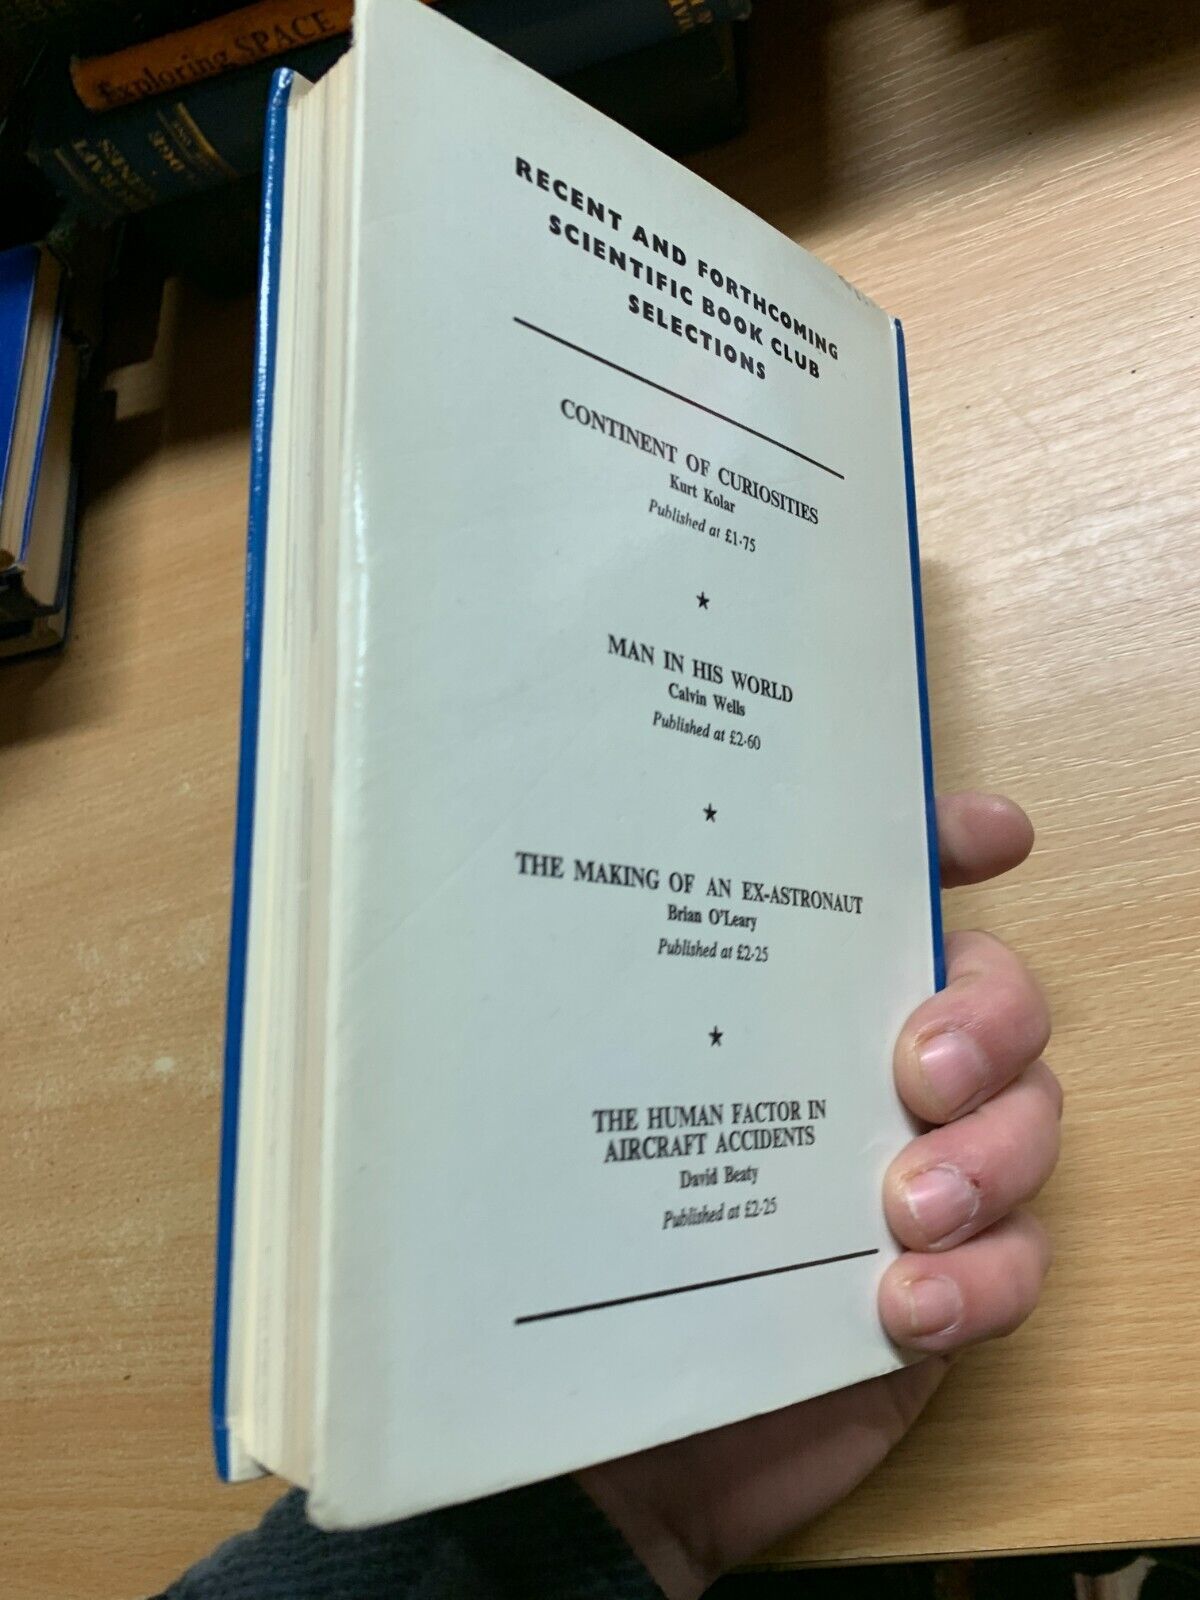 Exploring SPACE
RECENT AND FORTHCOMING
SCIENTIFIC BOOK CLUB
SELECTIONS
CONTINENT OF CURIOSITIES
Kurt Kolar
Published at £1·75
★
MAN IN HIS WORLD
Calvin Wells
Published at £2·60
★
THE MAKING OF AN EX-ASTRONAUT
Brian O'Leary
Published at £2·25
★
THE HUMAN FACTOR IN
AIRCRAFT ACCIDENTS
David Beaty
Published at £2·25